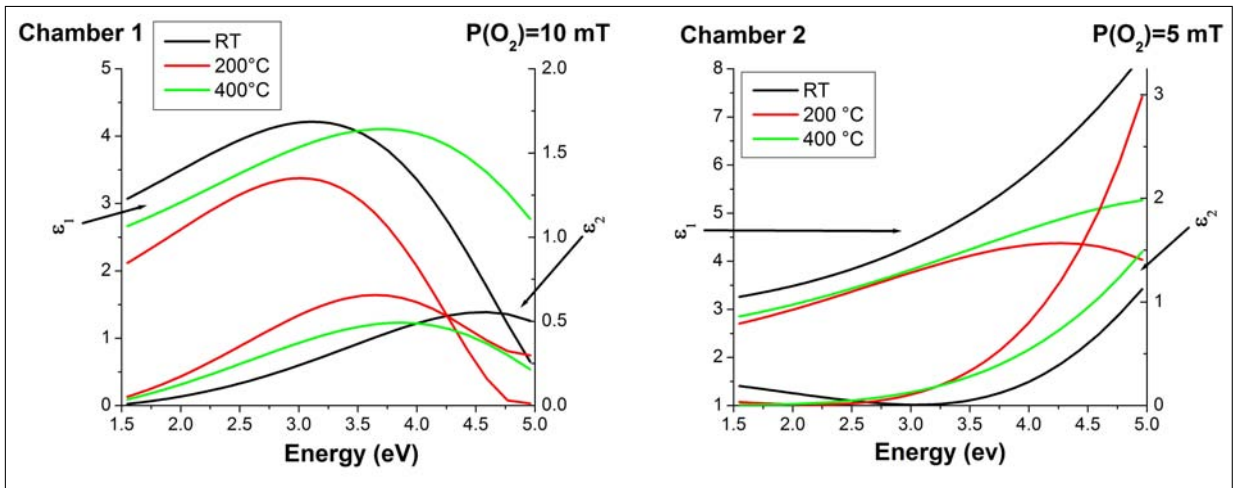 Chamber 1
P(O₂)=10 mT
RT
200°C
400°C
5
4
3
2
1
0
2.0
1.5
1.0
0.5
0.0
ε₁
ε₂
1.5 2.0 2.5 3.0 3.5 4.0 4.5 5.0
Energy (eV)
Chamber 2
P(O₂)=5 mT
RT
200 °C
400 °C
8
7
6
5
4
3
2
1
3
2
1
0
ε₁
ε₂
1.5 2.0 2.5 3.0 3.5 4.0 4.5 5.0
Energy (ev)